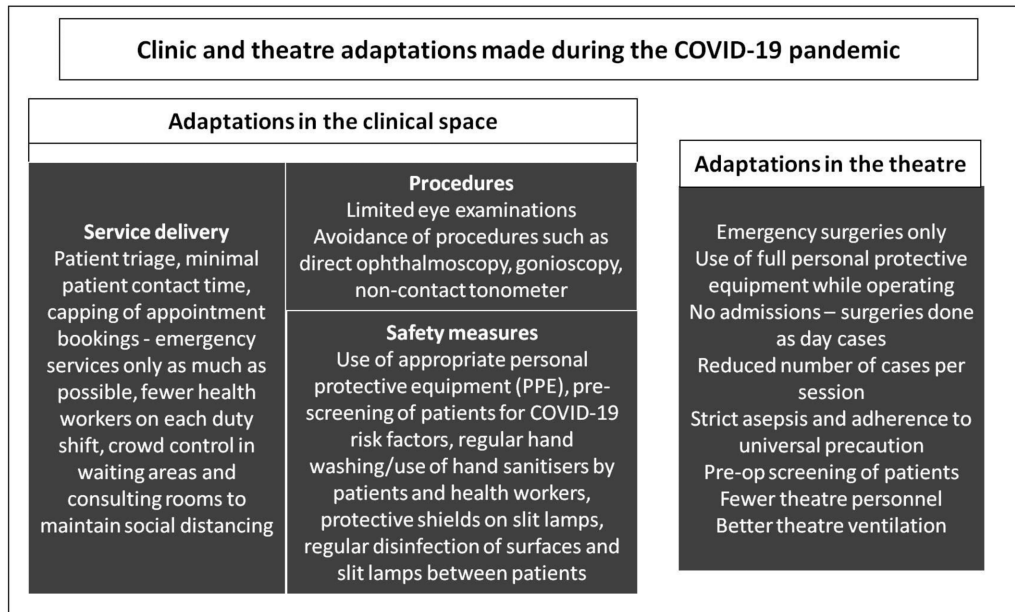 Clinic and theatre adaptations made during the COVID-19 pandemic
Adaptations in the clinical space
Service delivery
Patient triage, minimal
patient contact time,
capping of appointment
bookings - emergency
services only as much as
possible, fewer health
workers on each duty
shift, crowd control in
waiting areas and
consulting rooms to
maintain social distancing
Procedures
Limited eye examinations
Avoidance of procedures such as
direct ophthalmoscopy, gonioscopy,
non-contact tonometer
Safety measures
Use of appropriate personal
protective equipment (PPE), pre-
screening of patients for COVID-19
risk factors, regular hand
washing/use of hand sanitisers by
patients and health workers,
protective shields on slit lamps,
regular disinfection of surfaces and
slit lamps between patients
Adaptations in the theatre
Emergency surgeries only
Use of full personal protective
equipment while operating
No admissions – surgeries done
as day cases
Reduced number of cases per
session
Strict asepsis and adherence to
universal precaution
Pre-op screening of patients
Fewer theatre personnel
Better theatre ventilation